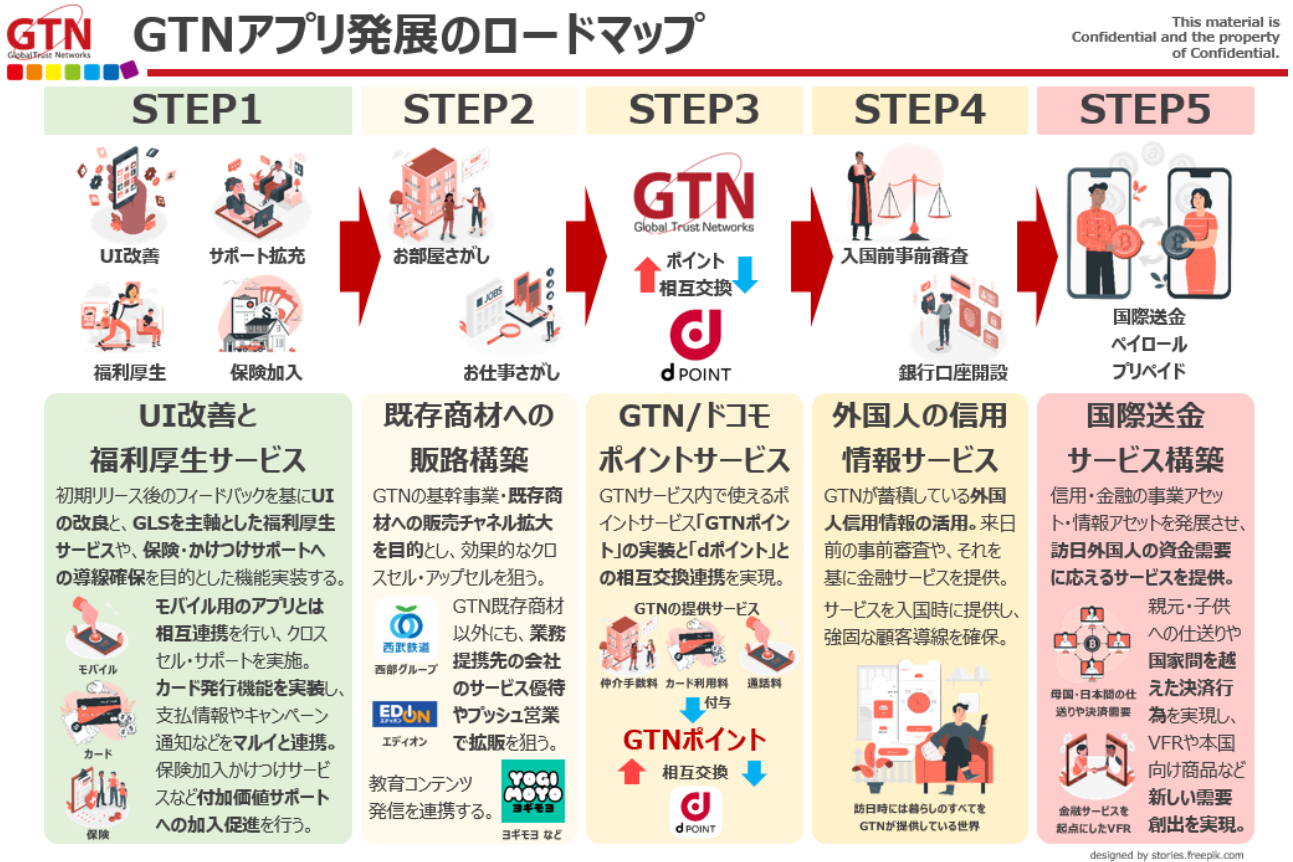 GTN
Global Trust Networks
GTNアプリ発展のロードマップ
This material is
Confidential and the property
of Confidential.
STEP1
UI改善
サポート拡充
福利厚生
保険加入
UI改善と
福利厚生サービス
初期リリース後のフィードバックを基にUI
の改良と、GLSを主軸とした福利厚生
サービスや、保険・かけつけサポートへ
の導線確保を目的とした機能実装する。
モバイル用のアプリとは
相互連携を行い、クロス
セル・サポートを実施。
モバイル
カード発行機能を実装し、
支払情報やキャンペーン
通知などをマルイと連携。
カード
保険加入かけつけサービ
スなど付加価値サポート
への加入促進を行う。
保険
STEP2
お部屋さがし
JOBS
お仕事さがし
既存商材への
販路構築
GTNの基幹事業・既存商
材への販売チャネル拡大
を目的とし、効果的なクロ
スセル・アップセルを狙う。
西武鉄道
西部グループ
GTN既存商材
以外にも、業務
提携先の会社
のサービス優待
やプッシュ営業
で拡販を狙う。
EDION
エディオン
エディオン
教育コンテンツ
発信を連携する。
YOGI
MOYO
ヨギモヨ
ヨギモヨ など
STEP3
GTN
Global Trust Networks
ポイント
相互交換
d POINT
GTN/ドコモ
ポイントサービス
GTNサービス内で使えるポ
イントサービス「GTNポイン
ト」の実装と「dポイント」と
の相互交換連携を実現。
GTNの提供サービス
仲介手数料 カード利用料 通話料
付与
GTNポイント
相互交換
d POINT
STEP4
入国前事前審査
銀行口座開設
外国人の信用
情報サービス
GTNが蓄積している外国
人信用情報の活用。来日
前の事前審査や、それを
基に金融サービスを提供。
サービスを入国時に提供し、
強固な顧客導線を確保。
訪日時には暮らしのすべてを
GTNが提供している世界
STEP5
国際送金
ペイロール
プリペイド
国際送金
サービス構築
信用・金融の事業アセッ
ト・情報アセットを発展させ、
訪日外国人の資金需要
に応えるサービスを提供。
母国・日本間の仕
送りや決済需要
親元・子供
への仕送りや
国家間を越
えた決済行
為を実現し、
VFRや本国
向け商品など
新しい需要
創出を実現。
金融サービスを
起点にしたVFR
designed by stories.freepik.com